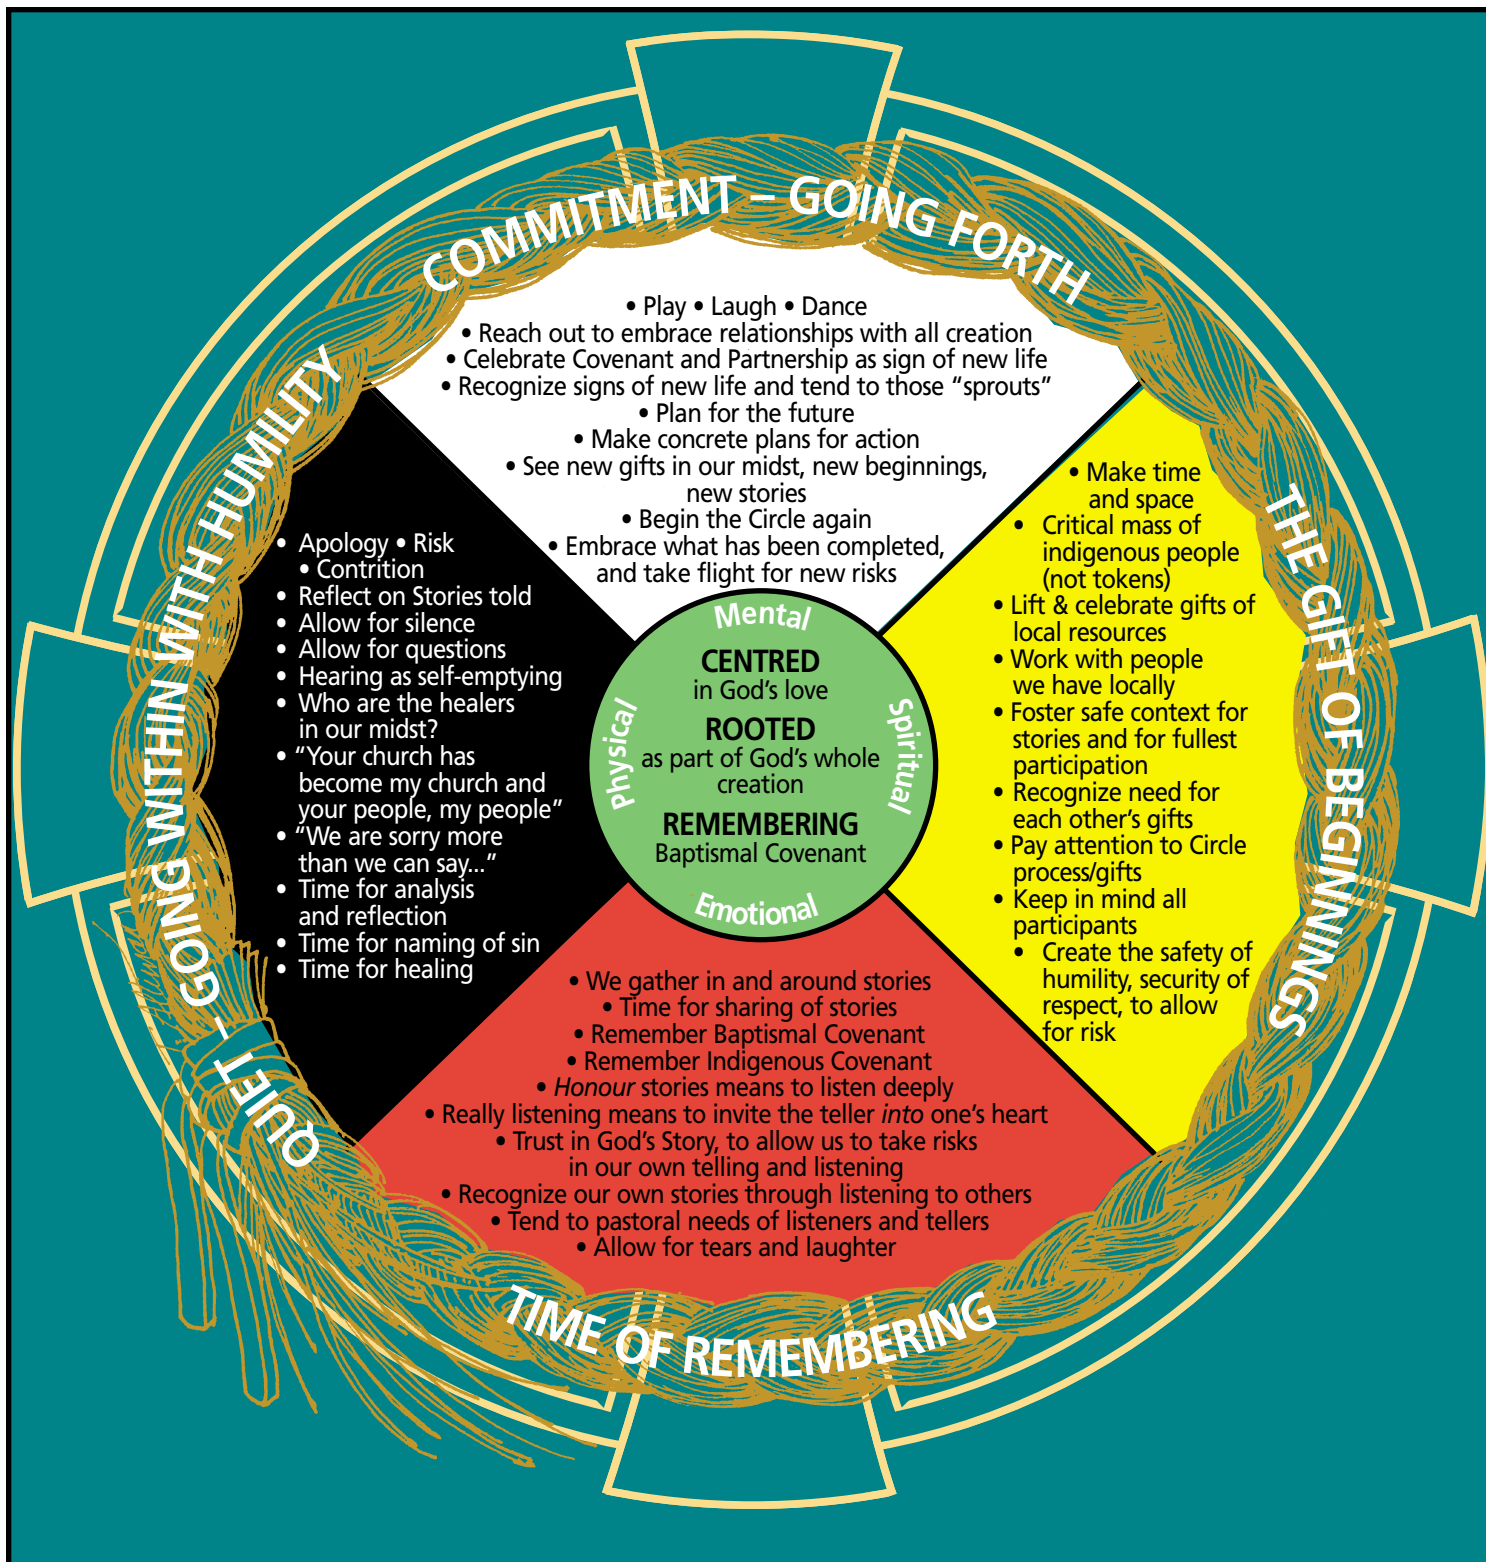 COMMITMENT – GOING FORTH
• Play • Laugh • Dance
• Reach out to embrace relationships with all creation
• Celebrate Covenant and Partnership as sign of new life
• Recognize signs of new life and tend to those “sprouts”
• Plan for the future
• Make concrete plans for action
• See new gifts in our midst, new beginnings,
new stories
• Begin the Circle again
• Embrace what has been completed,
and take flight for new risks
THE GIFT OF BEGINNINGS
• Make time
and space
• Critical mass of
indigenous people
(not tokens)
• Lift & celebrate gifts of
local resources
• Work with people
we have locally
• Foster safe context for
stories and for fullest
participation
• Recognize need for
each other’s gifts
• Pay attention to Circle
process/gifts
• Keep in mind all
participants
• Create the safety of
humility, security of
respect, to allow
for risk
TIME OF REMEMBERING
• We gather in and around stories
• Time for sharing of stories
• Remember Baptismal Covenant
• Remember Indigenous Covenant
• Honour stories means to listen deeply
• Really listening means to invite the teller into one’s heart
• Trust in God’s Story, to allow us to take risks
in our own telling and listening
• Recognize our own stories through listening to others
• Tend to pastoral needs of listeners and tellers
• Allow for tears and laughter
QUIET – GOING WITHIN WITH HUMILITY
• Apology • Risk
• Contrition
• Reflect on Stories told
• Allow for silence
• Allow for questions
• Hearing as self-emptying
• Who are the healers
in our midst?
• “Your church has
become my church and
your people, my people”
• “We are sorry more
than we can say...”
• Time for analysis
and reflection
• Time for naming of sin
• Time for healing
Mental
Spiritual
Emotional
Physical
CENTRED
in God’s love
ROOTED
as part of God’s whole
creation
REMEMBERING
Baptismal Covenant